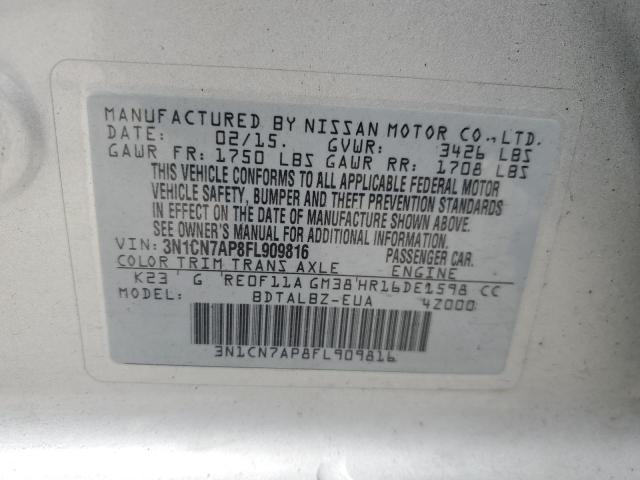 MANUFACTURED BY NISSAN MOTOR CO., LTD.
DATE: 02/15. GVWR: 3426 LBS
GAWR FR: 1750 LBS GAWR RR: 1708 LBS
THIS VEHICLE CONFORMS TO ALL APPLICABLE FEDERAL MOTOR
VEHICLE SAFETY, BUMPER AND THEFT PREVENTION STANDARDS
IN EFFECT ON THE DATE OF MANUFACTURE SHOWN ABOVE.
SEE OWNER'S MANUAL FOR ADDITIONAL INFORMATION.
VIN: 3N1CN7AP8FL909816 PASSENGER CAR.
COLOR TRIM TRANS AXLE ENGINE
K23 G RE0F11A GM38 HR16DE1598 CC
MODEL: BDTALBZ-EUA 4Z000
3N1CN7AP8FL909816